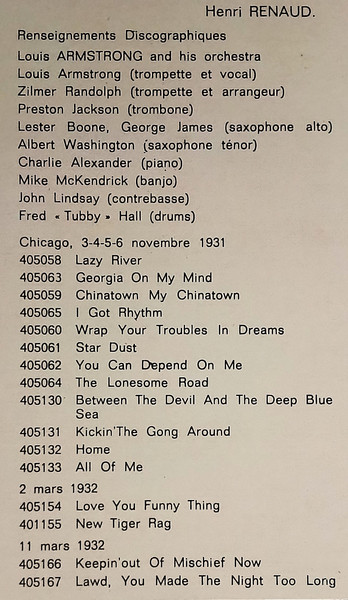 Henri RENAUD.
Renseignements Discographiques
Louis ARMSTRONG and his orchestra
Louis Armstrong (trompette et vocal)
Zilmer Randolph (trompette et arrangeur)
Preston Jackson (trombone)
Lester Boone, George James (saxophone alto)
Albert Washington (saxophone ténor)
Charlie Alexander (piano)
Mike McKendrick (banjo)
John Lindsay (contrebasse)
Fred « Tubby » Hall (drums)
Chicago, 3-4-5-6 novembre 1931
405058 Lazy River
405063 Georgia On My Mind
405059 Chinatown My Chinatown
405065 I Got Rhythm
405060 Wrap Your Troubles In Dreams
405061 Star Dust
405062 You Can Depend On Me
405064 The Lonesome Road
405130 Between The Devil And The Deep Blue
Sea
405131 Kickin'The Gong Around
405132 Home
405133 All Of Me
2 mars 1932
405154 Love You Funny Thing
401155 New Tiger Rag
11 mars 1932
405166 Keepin'out Of Mischief Now
405167 Lawd, You Made The Night Too Long